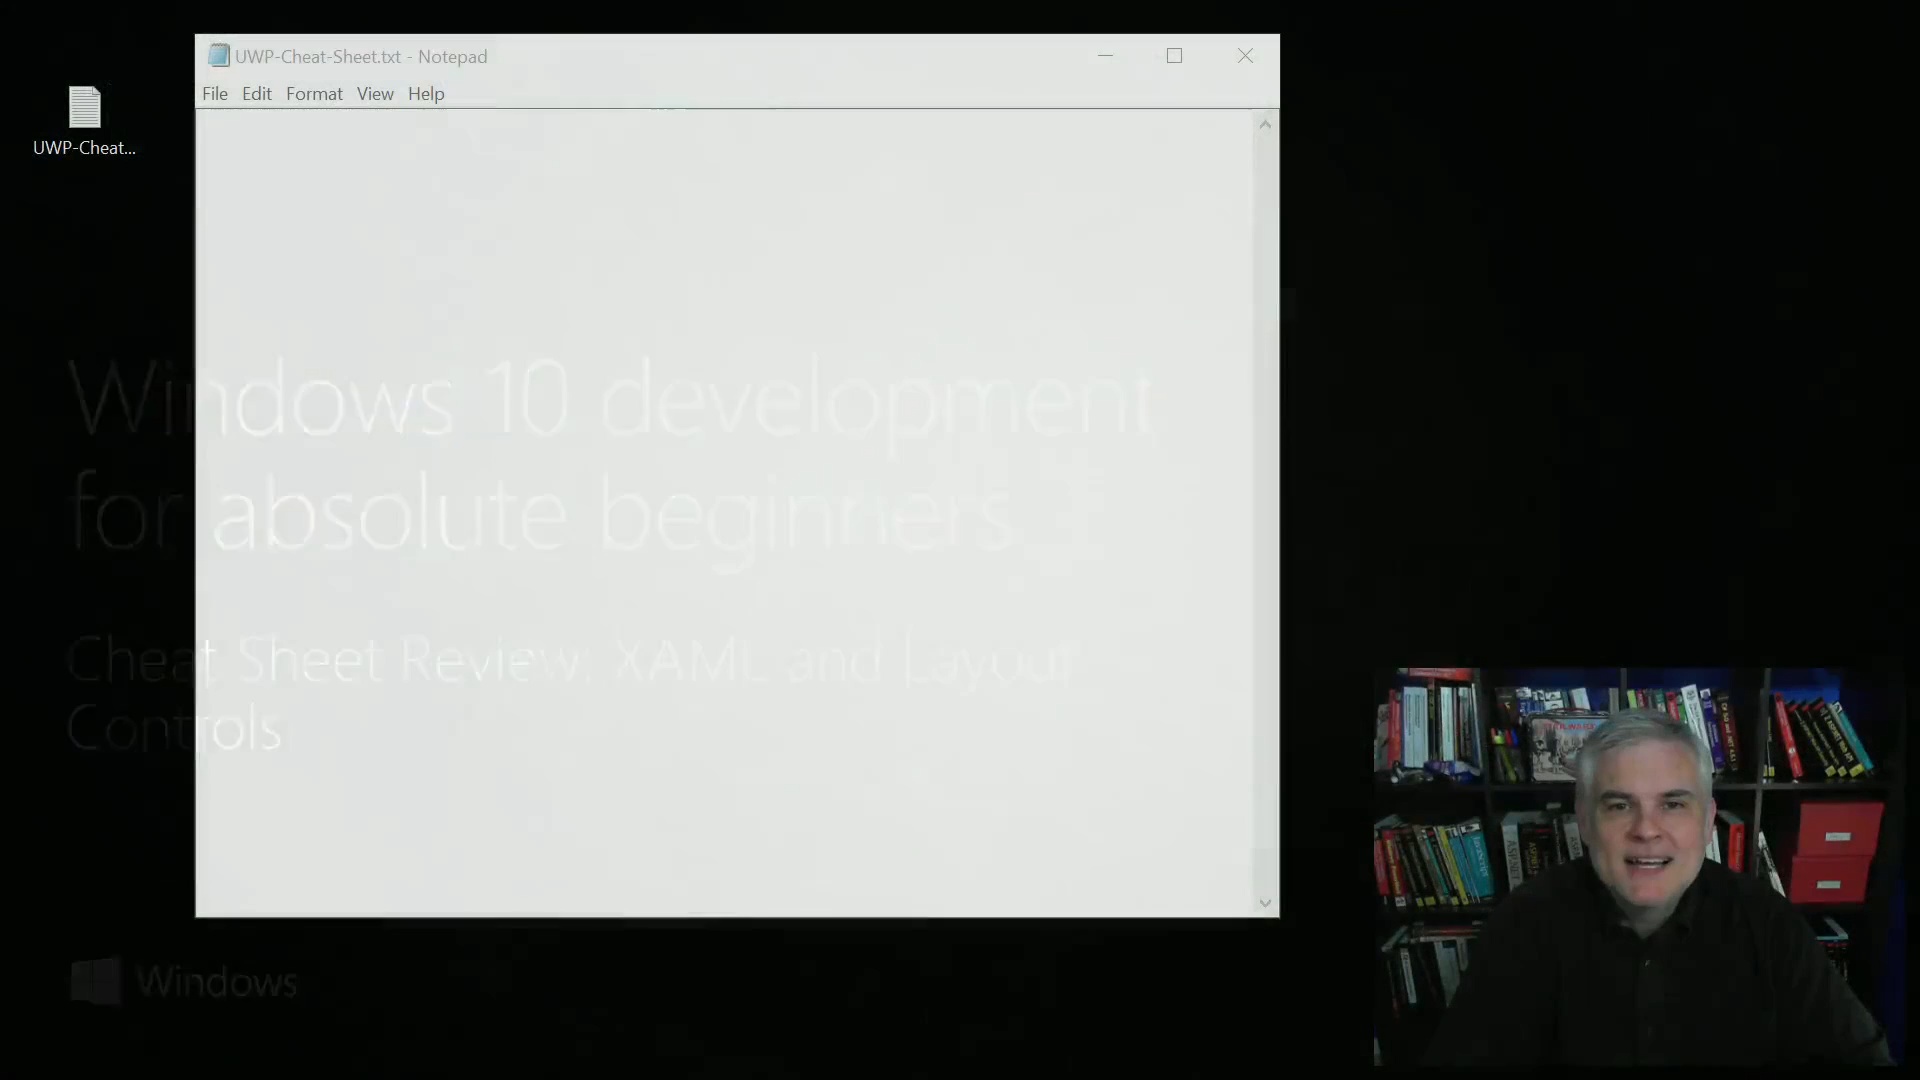 UWP-Cheat-Sheet.txt - Notepad
File Edit Format View Help
UWP-Cheat...
Windows 10 development
for absolute beginners
Cheat Sheet Review: XAML and Layout
Controls
Windows